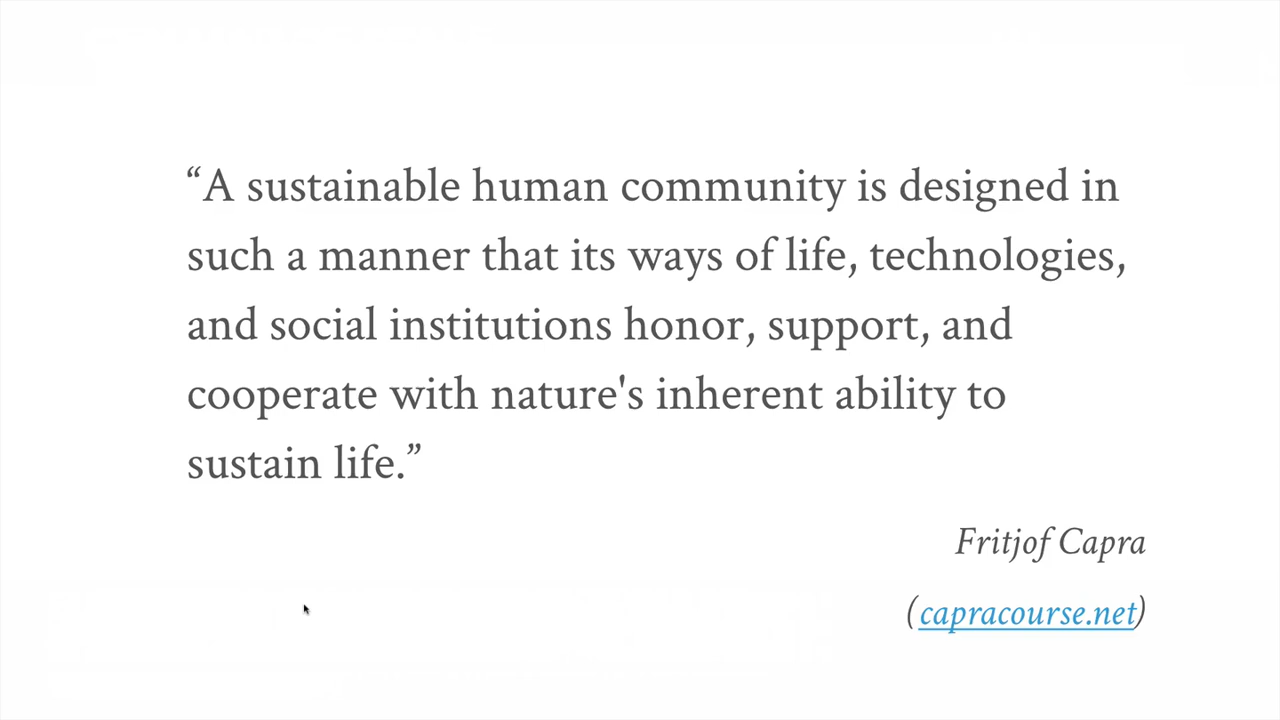 “A sustainable human community is designed in
such a manner that its ways of life, technologies,
and social institutions honor, support, and
cooperate with nature's inherent ability to
sustain life.”
Fritjof Capra
(capracourse.net)